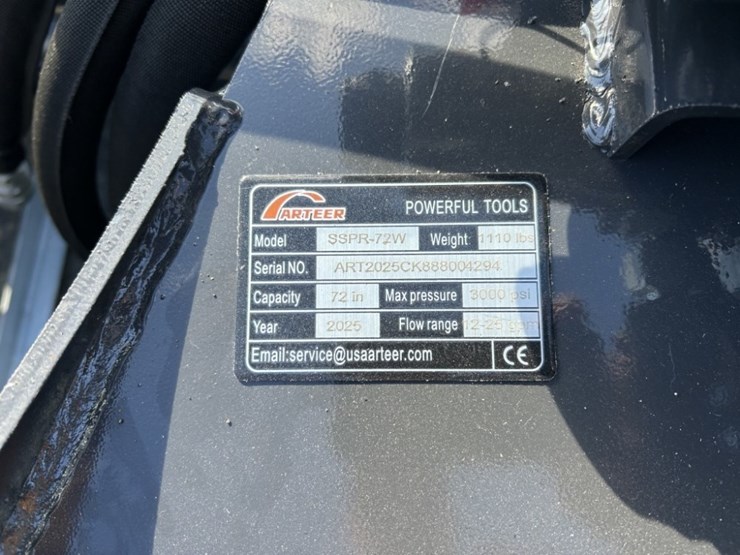 ARTEER POWERFUL TOOLS
Model SSPR-72W Weight 1110 lbs
Serial NO. ART2025CK888004294
Capacity 72 in Max pressure 3000 psi
Year 2025 Flow range 12-25 gpm
Email:service@usaarteer.com CE